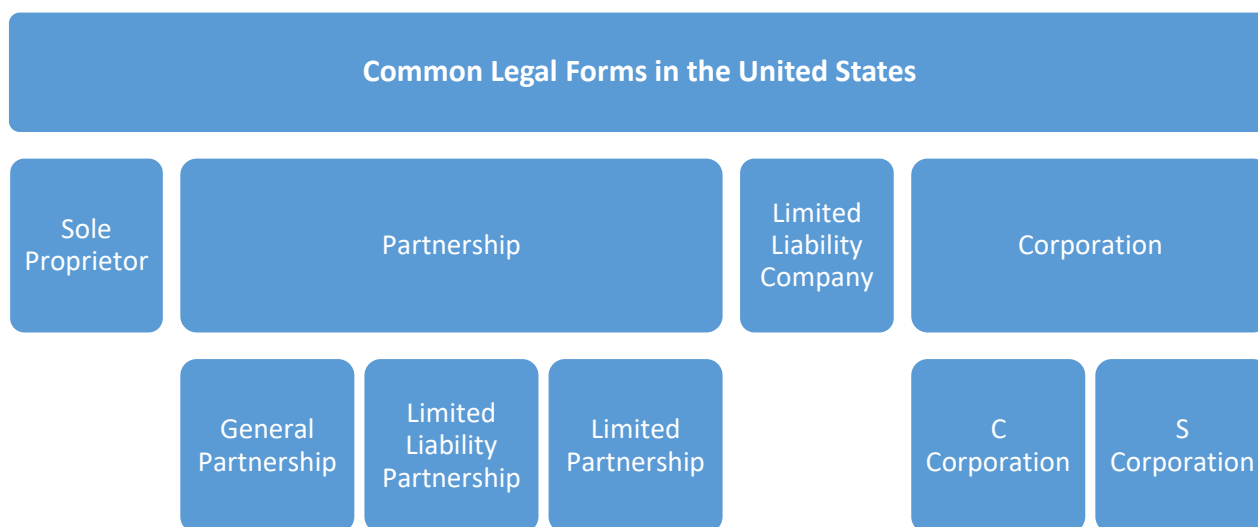 Common Legal Forms in the United States
Sole
Proprietor
Partnership
Limited
Liability
Company
Corporation
General
Partnership
Limited
Liability
Partnership
Limited
Partnership
C
Corporation
S
Corporation